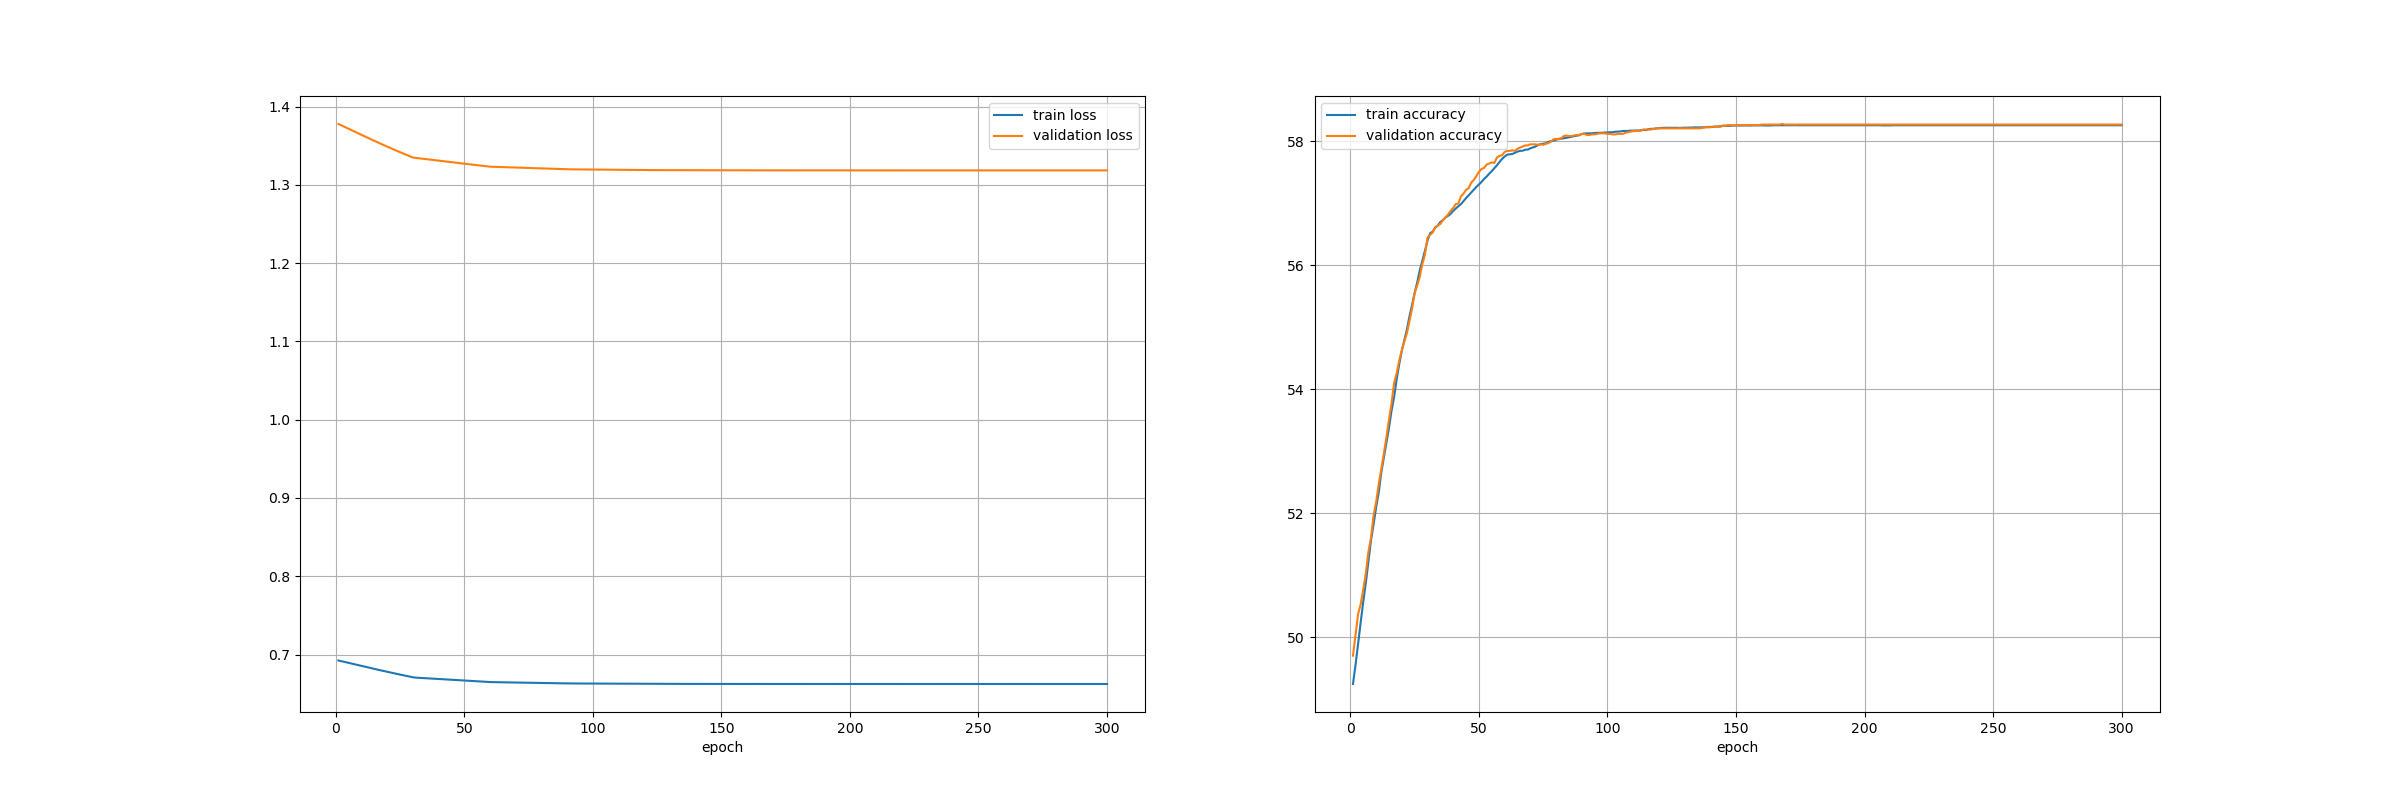 1.4
1.3
1.2
1.1
1.0
0.9
0.8
0.7
train loss
validation loss
0 50 100 150 200 250 300
epoch
58
56
54
52
50
train accuracy
validation accuracy
0 50 100 150 200 250 300
epoch